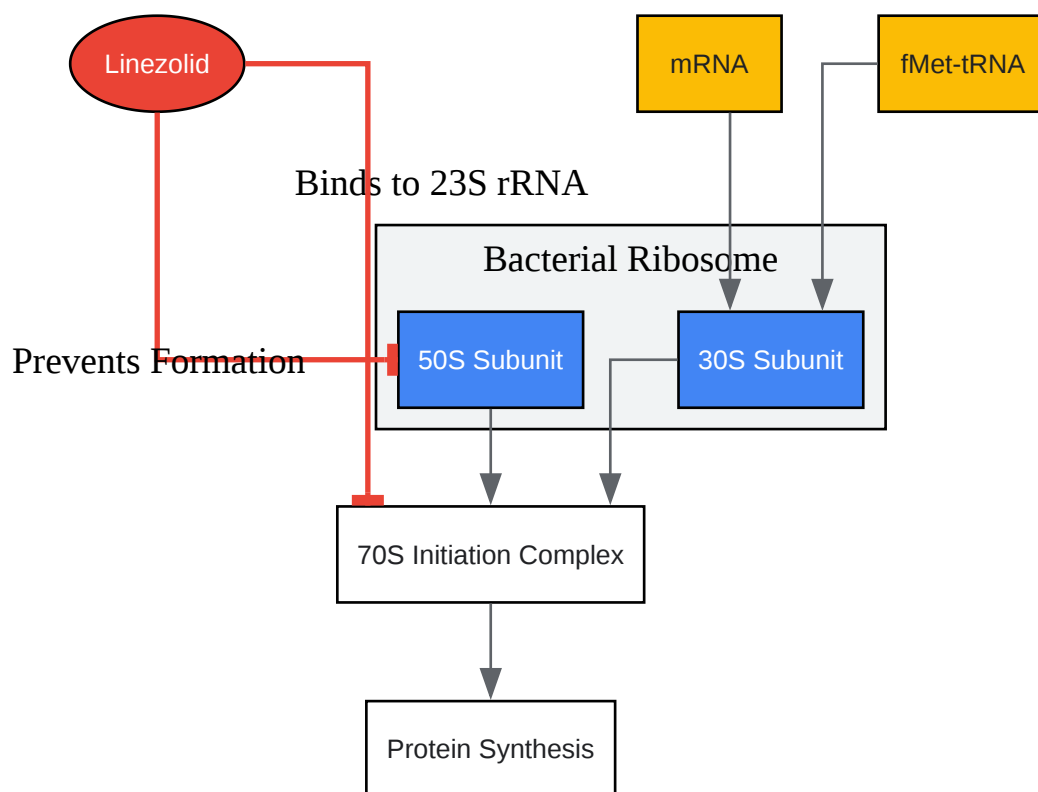 Linezolid
mRNA
fMet-tRNA
Binds to 23S rRNA
Bacterial Ribosome
Prevents Formation
50S Subunit
30S Subunit
70S Initiation Complex
Protein Synthesis